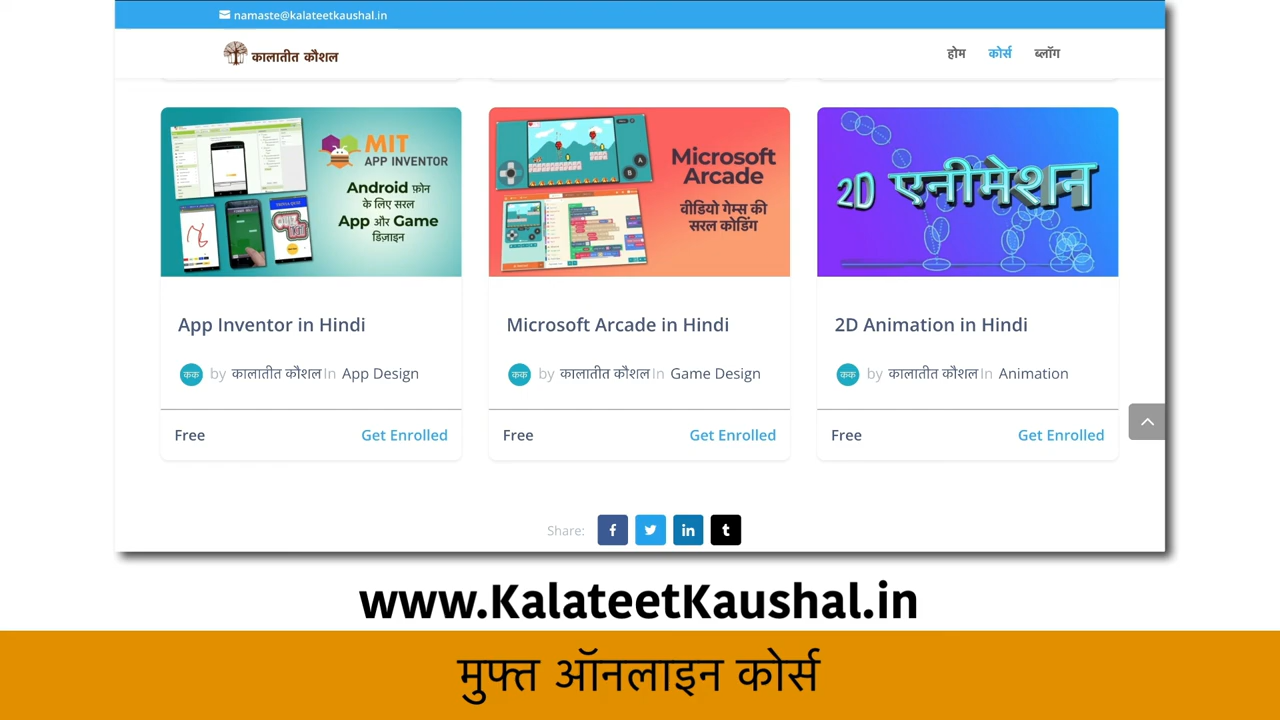 namaste@kalateetkaushal.in
कालातीत कौशल
होम कोर्स ब्लॉग
MIT
APP INVENTOR
Android फ़ोन
के लिए सरल
App और Game
डिज़ाइन
Microsoft
Arcade
वीडियो गेम्स की
सरल कोडिंग
2D एनीमेशन
App Inventor in Hindi
Microsoft Arcade in Hindi
2D Animation in Hindi
कक by कालातीत कौशल In App Design
कक by कालातीत कौशल In Game Design
कक by कालातीत कौशल In Animation
Free Get Enrolled
Free Get Enrolled
Free Get Enrolled
Share: f in t
www.KalateetKaushal.in
मुफ्त ऑनलाइन कोर्स